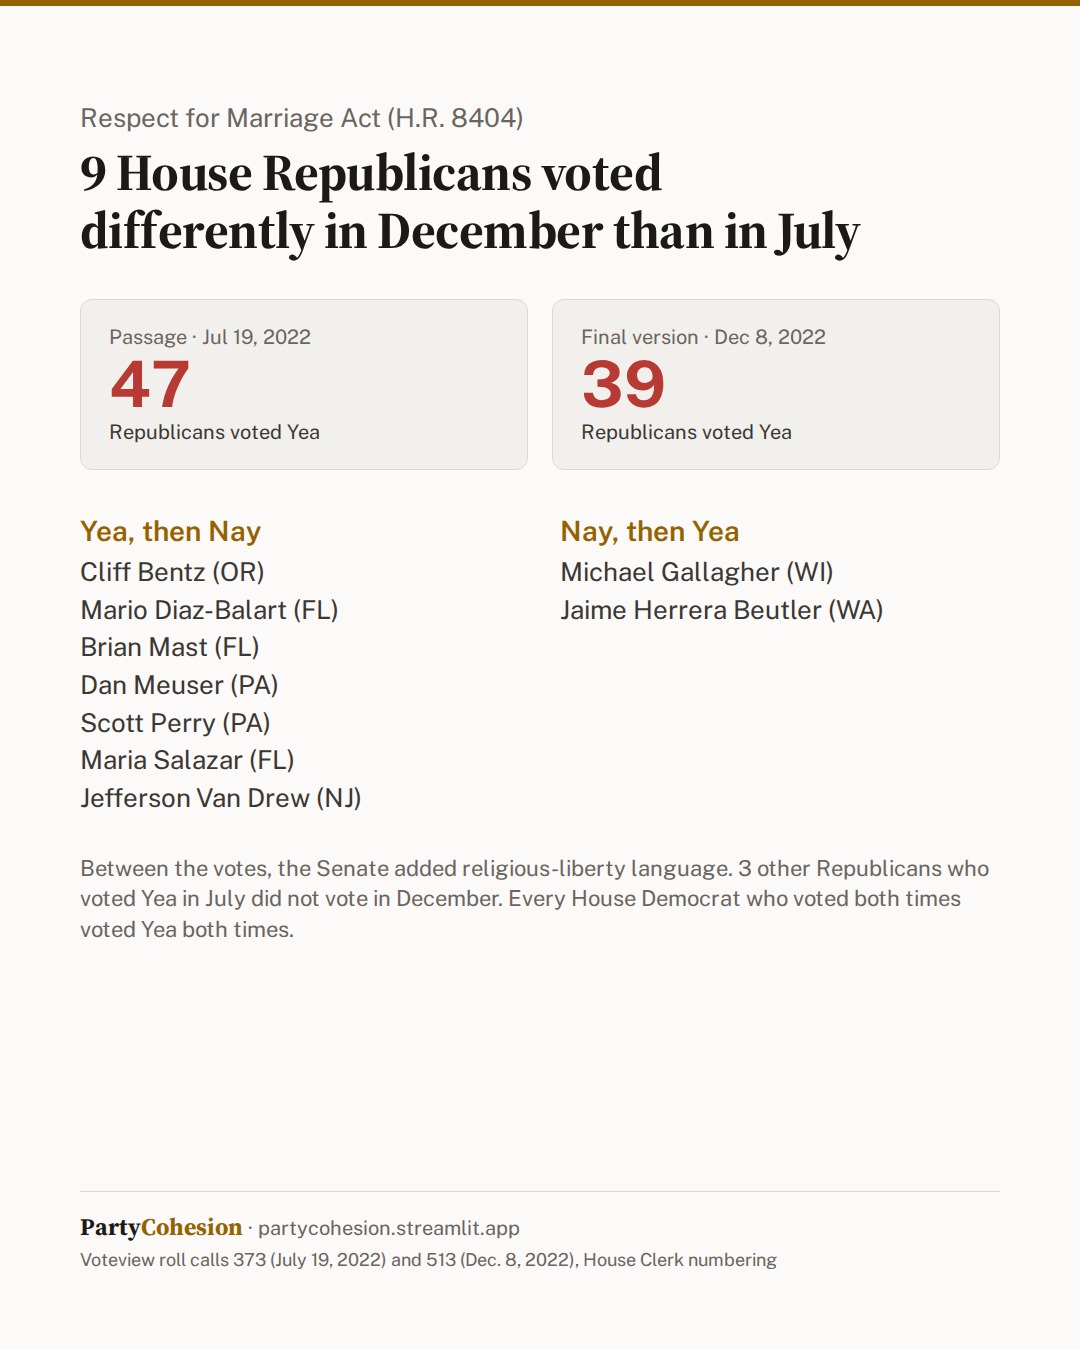 Respect for Marriage Act (H.R. 8404)
9 House Republicans voted
differently in December than in July
Passage · Jul 19, 2022
47
Republicans voted Yea
Final version · Dec 8, 2022
39
Republicans voted Yea
Yea, then Nay
Cliff Bentz (OR)
Mario Diaz-Balart (FL)
Brian Mast (FL)
Dan Meuser (PA)
Scott Perry (PA)
Maria Salazar (FL)
Jefferson Van Drew (NJ)
Nay, then Yea
Michael Gallagher (WI)
Jaime Herrera Beutler (WA)
Between the votes, the Senate added religious-liberty language. 3 other Republicans who
voted Yea in July did not vote in December. Every House Democrat who voted both times
voted Yea both times.
PartyCohesion · partycohesion.streamlit.app
Voteview roll calls 373 (July 19, 2022) and 513 (Dec. 8, 2022), House Clerk numbering